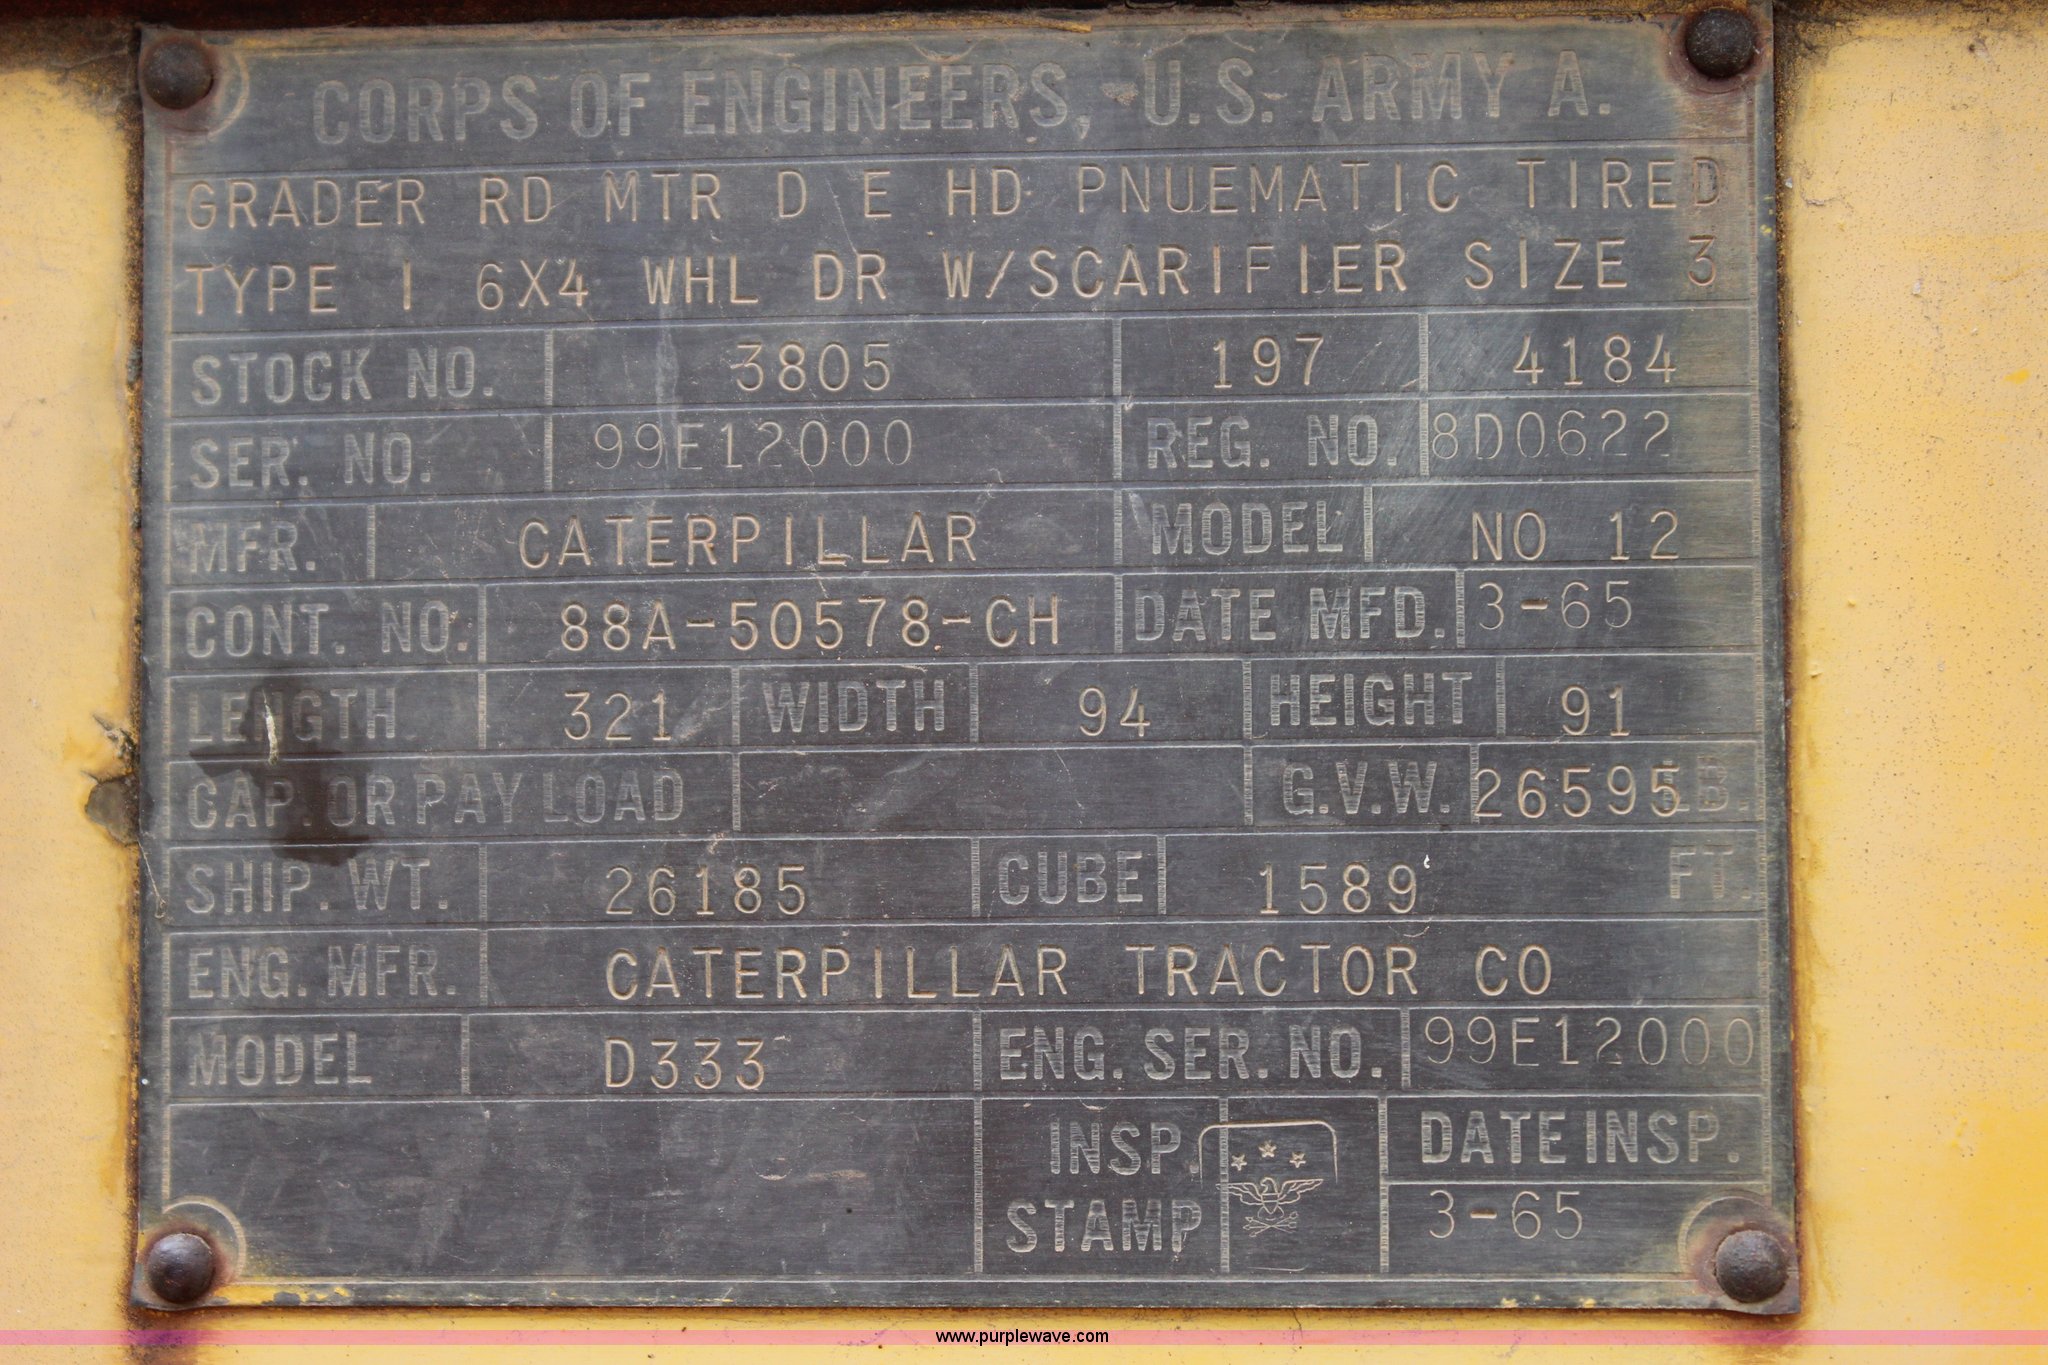 CORPS OF ENGINEERS, U.S. ARMY A.
GRADER RD MTR D E HD PNUEMATIC TIRED
TYPE I 6X4 WHL DR W/SCARIFIER SIZE 3
STOCK NO. 3805 197 4184
SER. NO. 99E12000 REG. NO. 8D0622
MFR. CATERPILLAR MODEL NO 12
CONT. NO. 88A-50578-CH DATE MFD. 3-65
LENGTH 321 WIDTH 94 HEIGHT 91
CAP. OR PAY LOAD G.V.W. 26595 LB.
SHIP. WT. 26185 CUBE 1589 FT.
ENG. MFR. CATERPILLAR TRACTOR CO
MODEL D333 ENG. SER. NO. 99E12000
INSP. STAMP DATE INSP.
3-65
www.purplewave.com